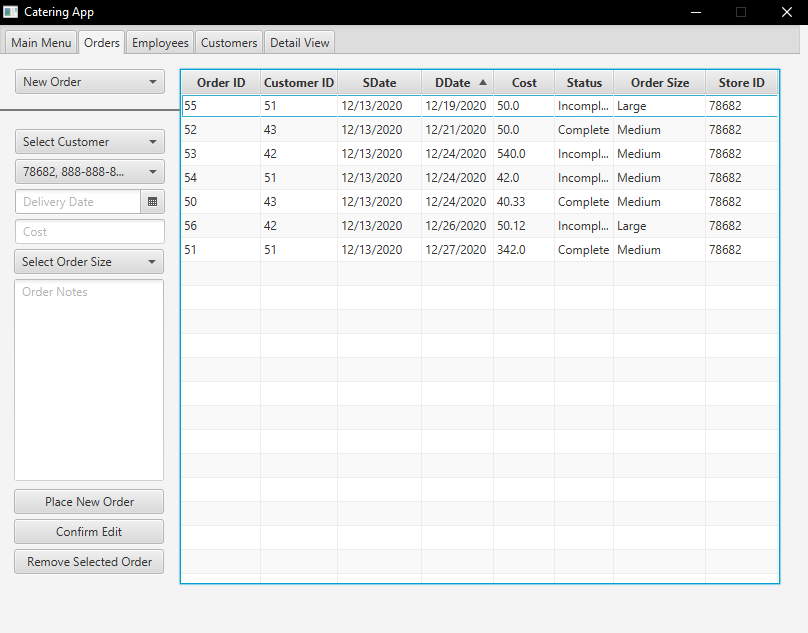 Catering App
Main Menu Orders Employees Customers Detail View
New Order
Select Customer
78682, 888-888-8...
Delivery Date
Cost
Select Order Size
Order Notes
Place New Order
Confirm Edit
Remove Selected Order
Order ID Customer ID SDate DDate Cost Status Order Size Store ID
55 51 12/13/2020 12/19/2020 50.0 Incompl... Large 78682
52 43 12/13/2020 12/21/2020 50.0 Complete Medium 78682
53 42 12/13/2020 12/24/2020 540.0 Incompl... Medium 78682
54 51 12/13/2020 12/24/2020 42.0 Incompl... Medium 78682
50 43 12/13/2020 12/24/2020 40.33 Complete Medium 78682
56 42 12/13/2020 12/26/2020 50.12 Incompl... Large 78682
51 51 12/13/2020 12/27/2020 342.0 Complete Medium 78682